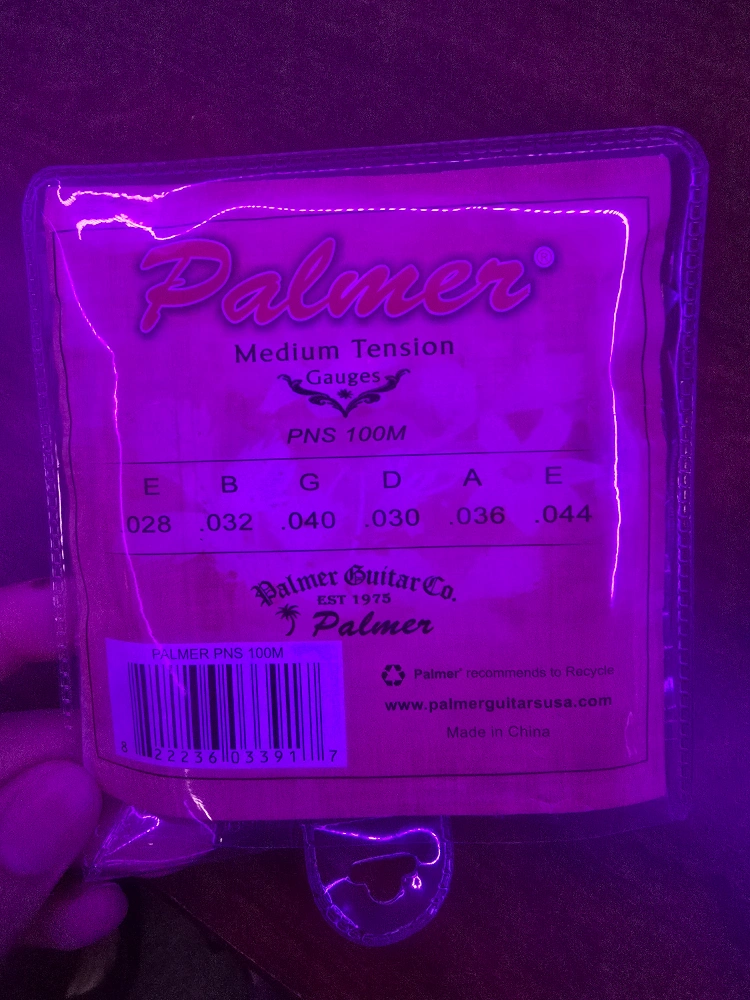 Palmer®
Medium Tension
Gauges
PNS 100M
E B G D A E
028 .032 .040 .030 .036 .044
Palmer Guitar Co.
EST 1975
Palmer
PALMER PNS 100M
8 22236 03391 7
Palmer® recommends to Recycle
www.palmerguitarsusa.com
Made in China